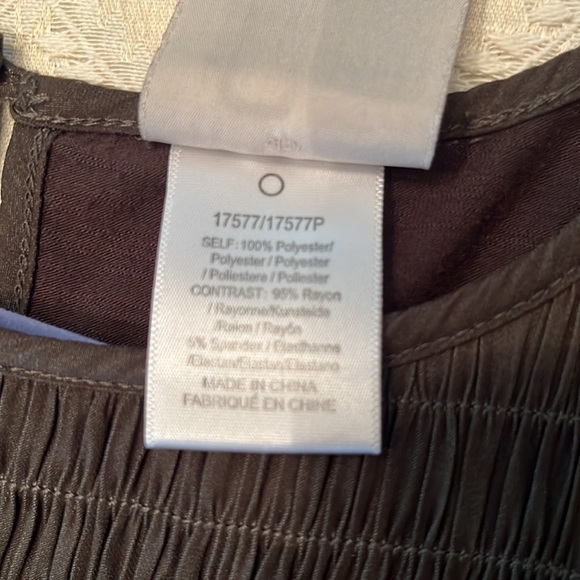 17577/17577P
SELF: 100% Polyester/
Polyester / Polyester
/ Poliestere / Poliester
CONTRAST: 95% Rayon
/ Rayonne/Kunstseide
/Raion / Rayón
5% Spandex / Elasthanne
/Elastan/Elastan/Elastano
MADE IN CHINA
FABRIQUÉ EN CHINE